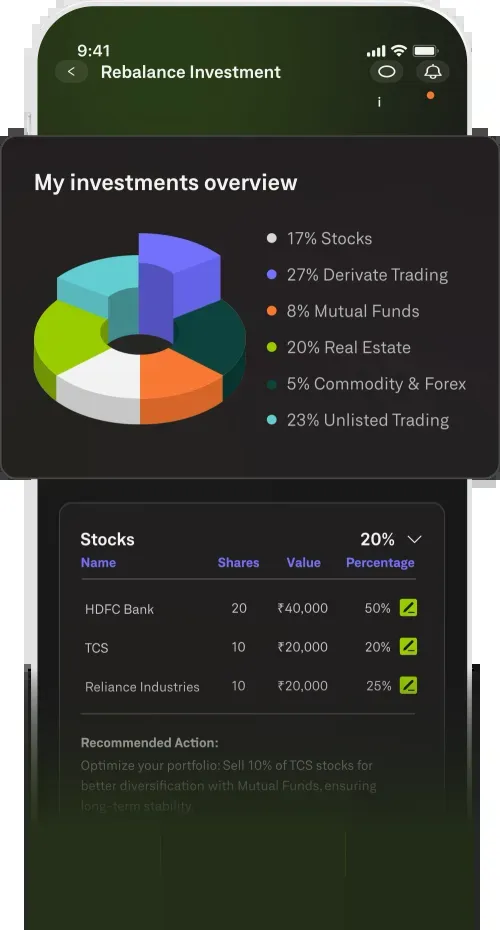 9:41
< Rebalance Investment
i
My investments overview
17% Stocks
27% Derivate Trading
8% Mutual Funds
20% Real Estate
5% Commodity & Forex
23% Unlisted Trading
Stocks 20%
Name Shares Value Percentage
HDFC Bank 20 ₹40,000 50%
TCS 10 ₹20,000 20%
Reliance Industries 10 ₹20,000 25%
Recommended Action:
Optimize your portfolio: Sell 10% of TCS stocks for
better diversification with Mutual Funds, ensuring
long-term stability.